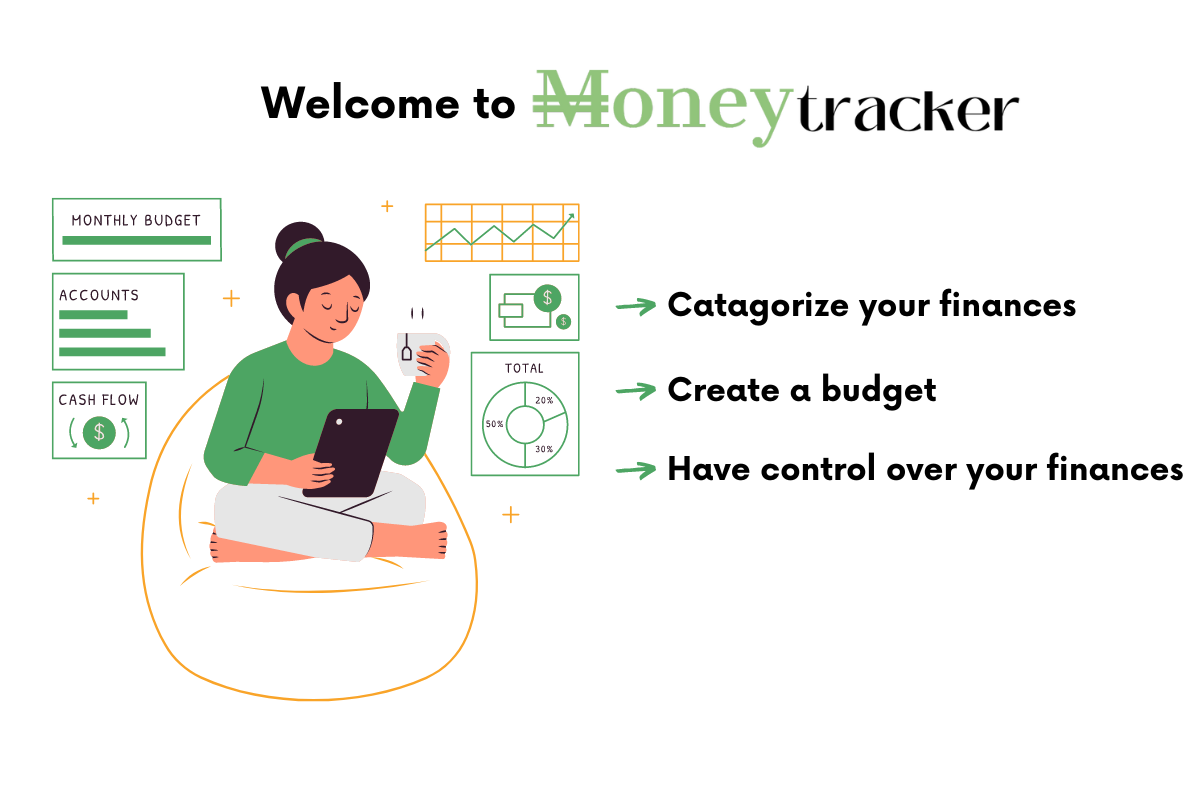 Welcome to Moneytracker
MONTHLY BUDGET
ACCOUNTS
CASH FLOW
$
$
$
TOTAL
20%
50%
30%
Catagorize your finances
Create a budget
Have control over your finances